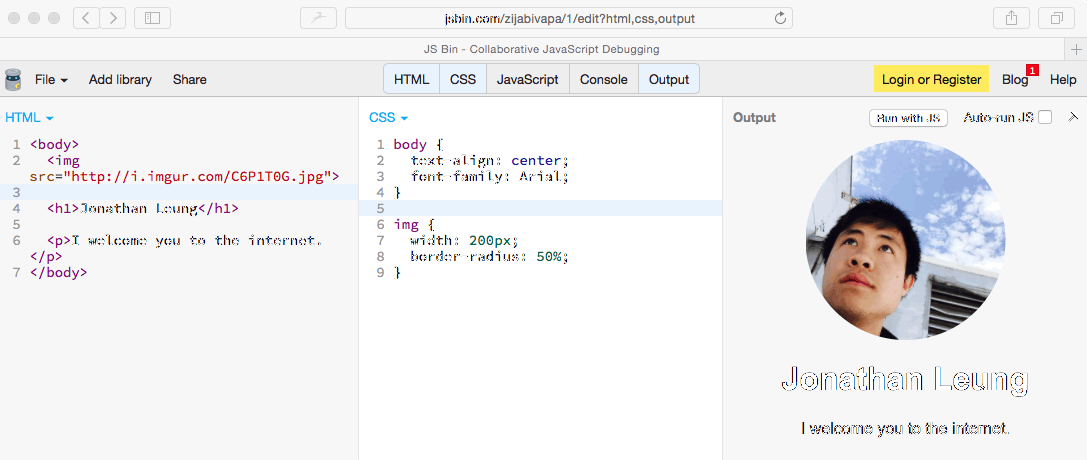 jsbin.com/zijabivapa/1/edit?html,css,output
JS Bin - Collaborative JavaScript Debugging
File Add library Share HTML CSS JavaScript Console Output Login or Register Blog 1 Help
HTML
1 <body>
2 <img
src="http://i.imgur.com/C6P1T0G.jpg">
3
4 <h1>Jonathan Leung</h1>
5
6 <p>I welcome you to the internet.
</p>
7 </body>
CSS
1 body {
2 text-align: center;
3 font-family: Arial;
4 }
5
6 img {
7 width: 200px;
8 border-radius: 50%;
9 }
Output Run with JS Auto-run JS
Jonathan Leung
I welcome you to the internet.